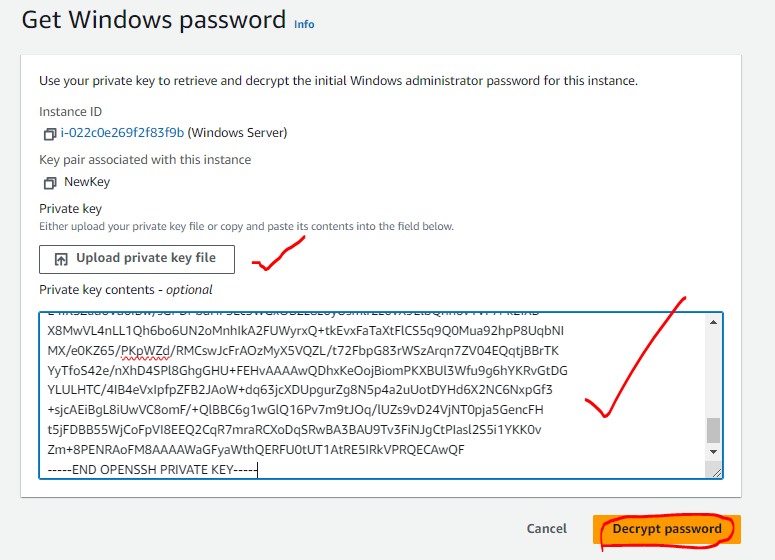 Get Windows password Info
Use your private key to retrieve and decrypt the initial Windows administrator password for this instance.
Instance ID
i-022c0e269f2f83f9b (Windows Server)
Key pair associated with this instance
NewKey
Private key
Either upload your private key file or copy and paste its contents into the field below.
Upload private key file
Private key contents - optional
X8MwVL4nLL1Qh6bo6UN2oMnhIkA2FUWyrxQ+tkEvxFaTaXtFlCS5q9Q0Mua92hpP8UqbNI
MX/e0KZ65/PKpWZd/RMCswJcFrAOzMyX5VQZL/t72FbpG83rWSzArqn7ZV04EQqtjBBrTK
YyTfoS42e/nXhD4SPl8GhgGHU+FEHvAAAAwQDhxKeOojBiomPKXBUl3Wfu9g6hYKRvGtDG
YLULHTC/4IB4eVxIpfpZFB2JAoW+dq63jcXDUpgurZg8N5p4a2uUotDYHd6X2NC6NxpGf3
+sjcAEiBgL8iUwVC8omF/+QlBBC6g1wGlQ16Pv7m9tJOq/lUZs9vD24VjNT0pja5GencFH
t5jFDBB55WjCoFpVI8EEQ2CqR7mraRCXoDqSRwBA3BAU9Tv3FiNJgCtPIasl2S5i1YKK0v
Zm+8PENRAoFM8AAAAWaGFyaWthQERFU0tUT1AtRE5IRkVPRQECAwQF
-----END OPENSSH PRIVATE KEY-----
Cancel
Decrypt password